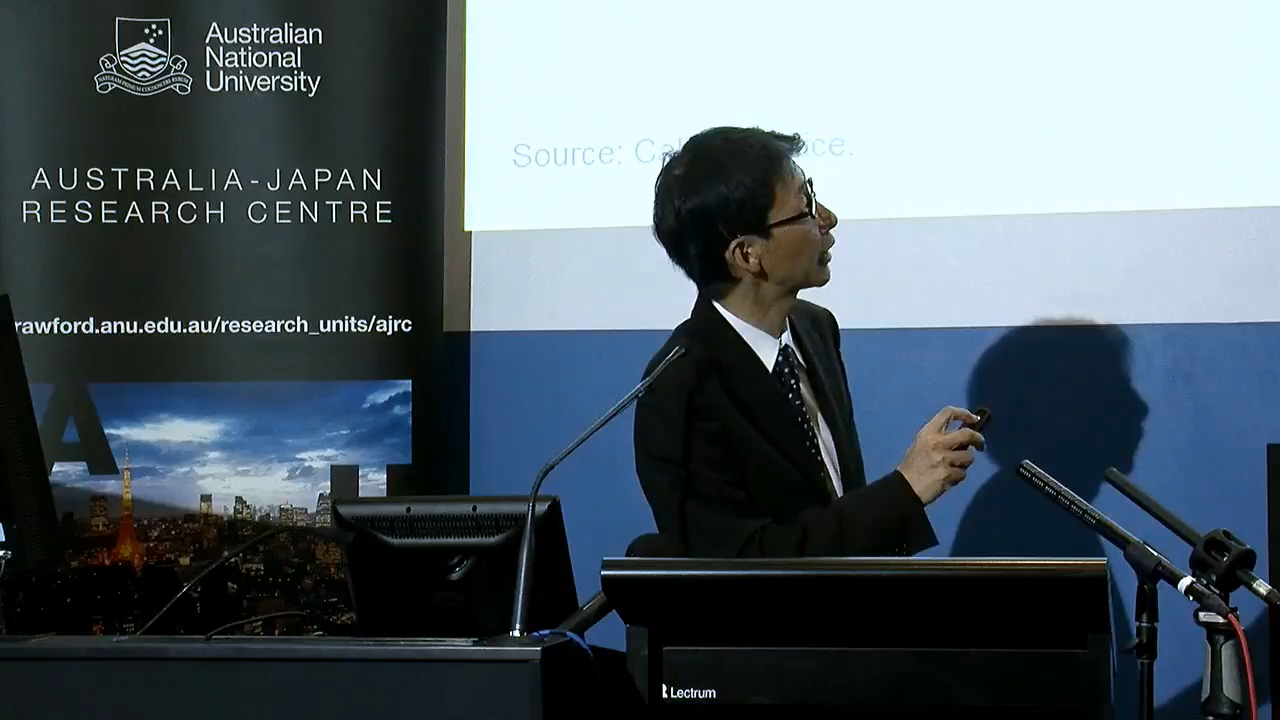 Australian
National
University
AUSTRALIA-JAPAN
RESEARCH CENTRE
rawford.anu.edu.au/research_units/ajrc
Source:
Lectrum